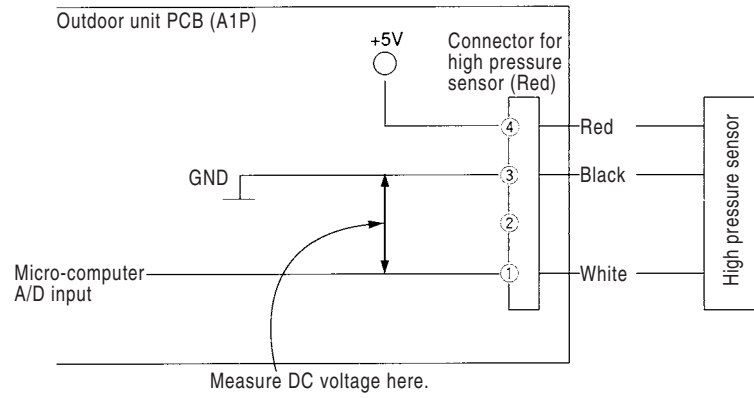 Outdoor unit PCB (A1P)
+5V
Connector for
high pressure
sensor (Red)
4
Red
GND
3
Black
2
Micro-computer
A/D input
1
White
High pressure sensor
Measure DC voltage here.